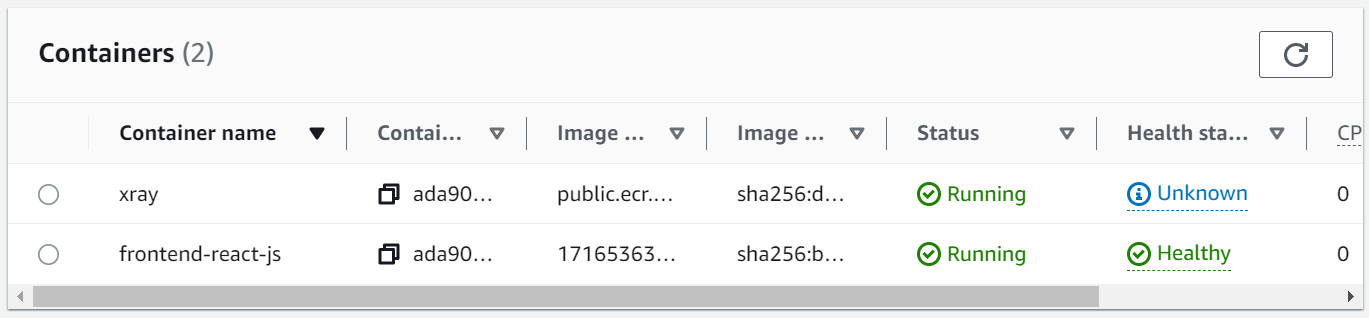 Containers (2)
Container name Contai... Image ... Image ... Status Health sta... CP
xray ada90... public.ecr.... sha256:d... Running Unknown 0
frontend-react-js ada90... 17165363... sha256:b... Running Healthy 0